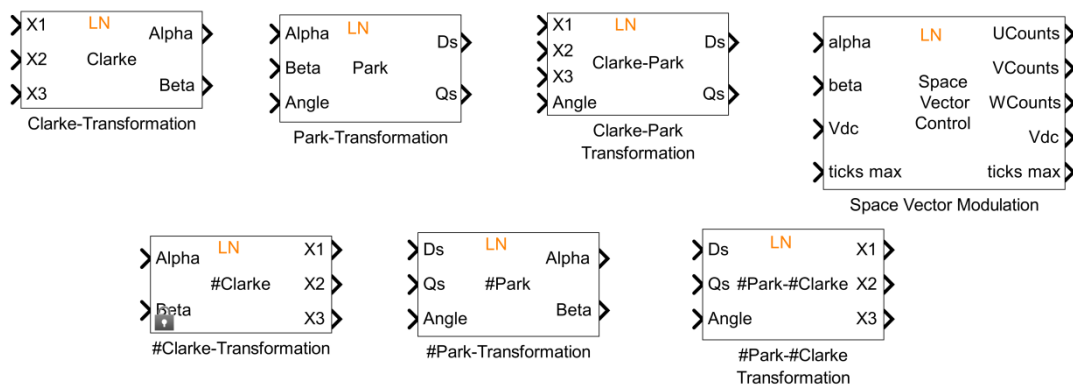 X1 LN Alpha
X2 Clarke
X3 Beta
Clarke-Transformation
Alpha LN Ds
Beta Park
Angle Qs
Park-Transformation
X1 LN
X2 Ds
Clarke-Park
X3
Angle Qs
Clarke-Park
Transformation
alpha LN UCounts
beta Space VCounts
Vector WCounts
Vdc Control Vdc
ticks max ticks max
Space Vector Modulation
Alpha LN X1
#Clarke X2
Beta X3
#Clarke-Transformation
Ds LN Alpha
Qs #Park
Angle Beta
#Park-Transformation
Ds LN X1
Qs #Park-#Clarke X2
Angle X3
#Park-#Clarke
Transformation